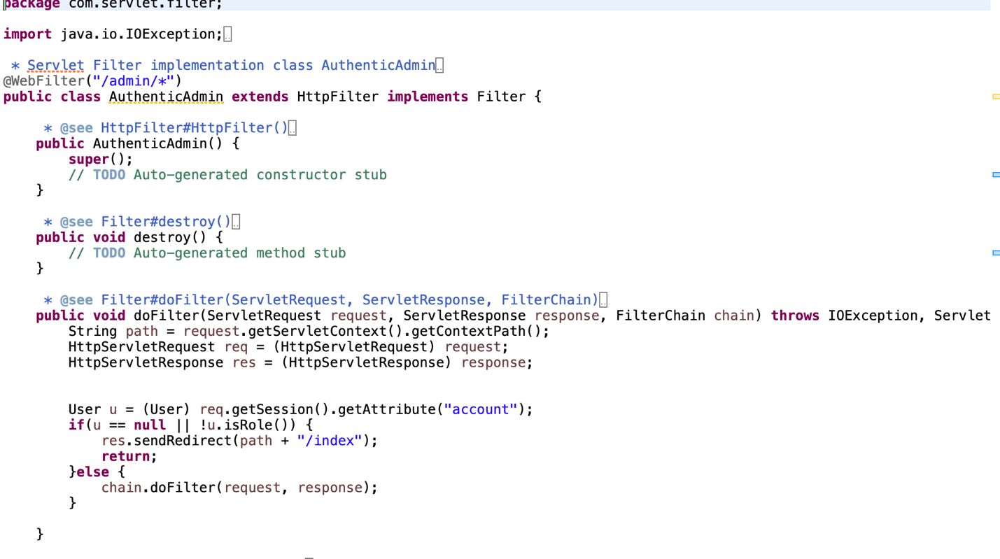 package com.servlet.filter;
import java.io.IOException;
* Servlet Filter implementation class AuthenticAdmin
@WebFilter("/admin/*")
public class AuthenticAdmin extends HttpFilter implements Filter {
* @see HttpFilter#HttpFilter()
public AuthenticAdmin() {
super();
// TODO Auto-generated constructor stub
}
* @see Filter#destroy()
public void destroy() {
// TODO Auto-generated method stub
}
* @see Filter#doFilter(ServletRequest, ServletResponse, FilterChain)
public void doFilter(ServletRequest request, ServletResponse response, FilterChain chain) throws IOException, Servlet
String path = request.getServletContext().getContextPath();
HttpServletRequest req = (HttpServletRequest) request;
HttpServletResponse res = (HttpServletResponse) response;
User u = (User) req.getSession().getAttribute("account");
if(u == null || !u.isRole()) {
res.sendRedirect(path + "/index");
return;
}else {
chain.doFilter(request, response);
}
}